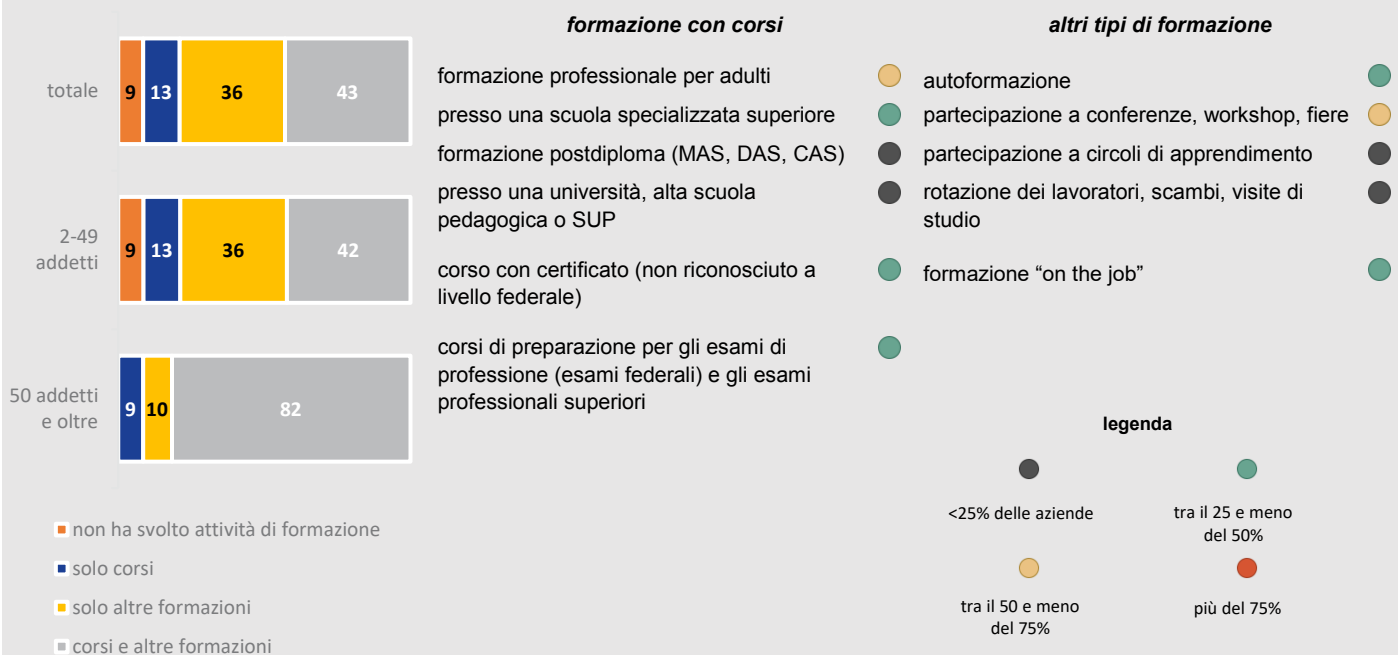 totale
9 13 36 43
2-49
addetti
9 13 36 42
50 addetti
e oltre
9 10 82
non ha svolto attività di formazione
solo corsi
solo altre formazioni
corsi e altre formazioni
formazione con corsi
formazione professionale per adulti
presso una scuola specializzata superiore
formazione postdiploma (MAS, DAS, CAS)
presso una università, alta scuola
pedagogica o SUP
corso con certificato (non riconosciuto a
livello federale)
corsi di preparazione per gli esami di
professione (esami federali) e gli esami
professionali superiori
altri tipi di formazione
autoformazione
partecipazione a conferenze, workshop, fiere
partecipazione a circoli di apprendimento
rotazione dei lavoratori, scambi, visite di
studio
formazione “on the job”
legenda
<25% delle aziende
tra il 25 e meno
del 50%
tra il 50 e meno
del 75%
più del 75%